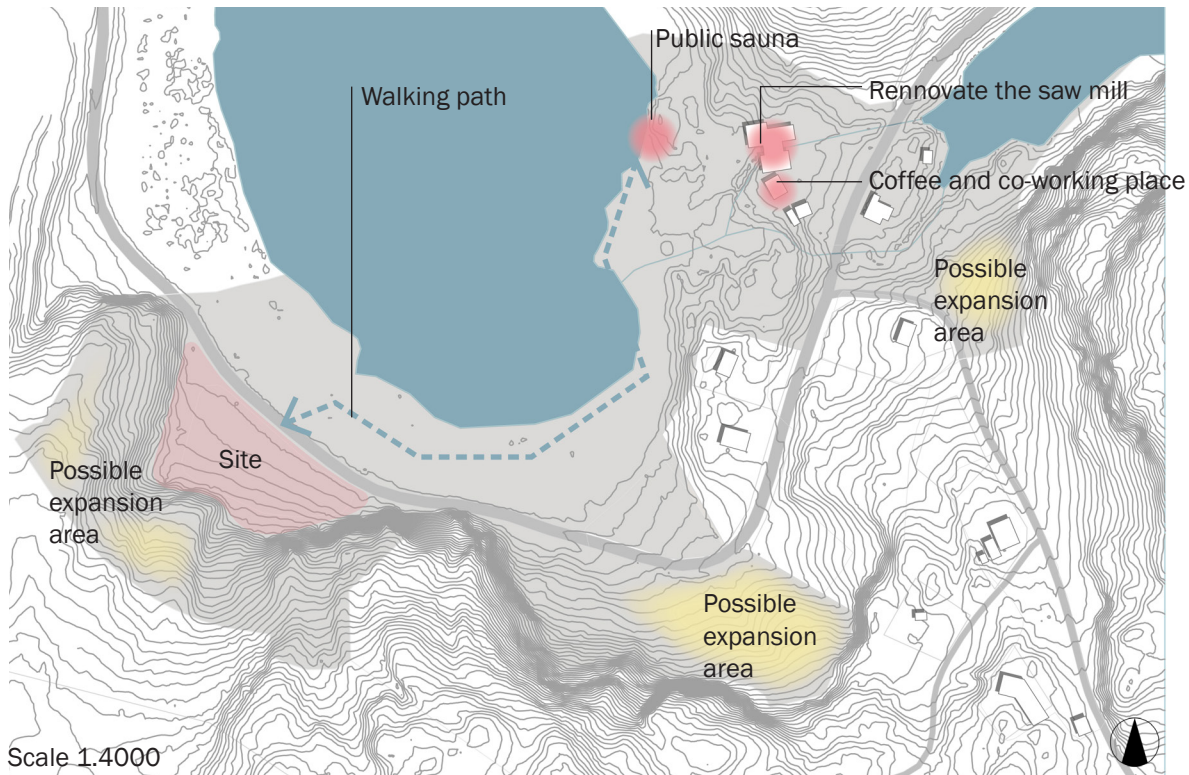 Public sauna
Walking path
Rennovate the saw mill
Coffee and co-working place
Possible
expansion
area
Site
Possible
expansion
area
Possible
expansion
area
Scale 1.4000